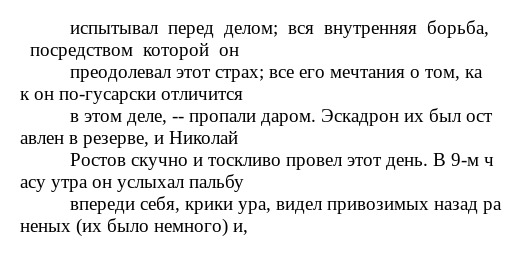 испытывал перед делом; вся внутренняя борьба,
посредством которой он
преодолевал этот страх; все его мечтания о том, ка
к он по-гусарски отличится
в этом деле, -- пропали даром. Эскадрон их был ост
авлен в резерве, и Николай
Ростов скучно и тоскливо провел этот день. В 9-м ч
асу утра он услыхал пальбу
впереди себя, крики ура, видел привозимых назад ра
неных (их было немного) и,